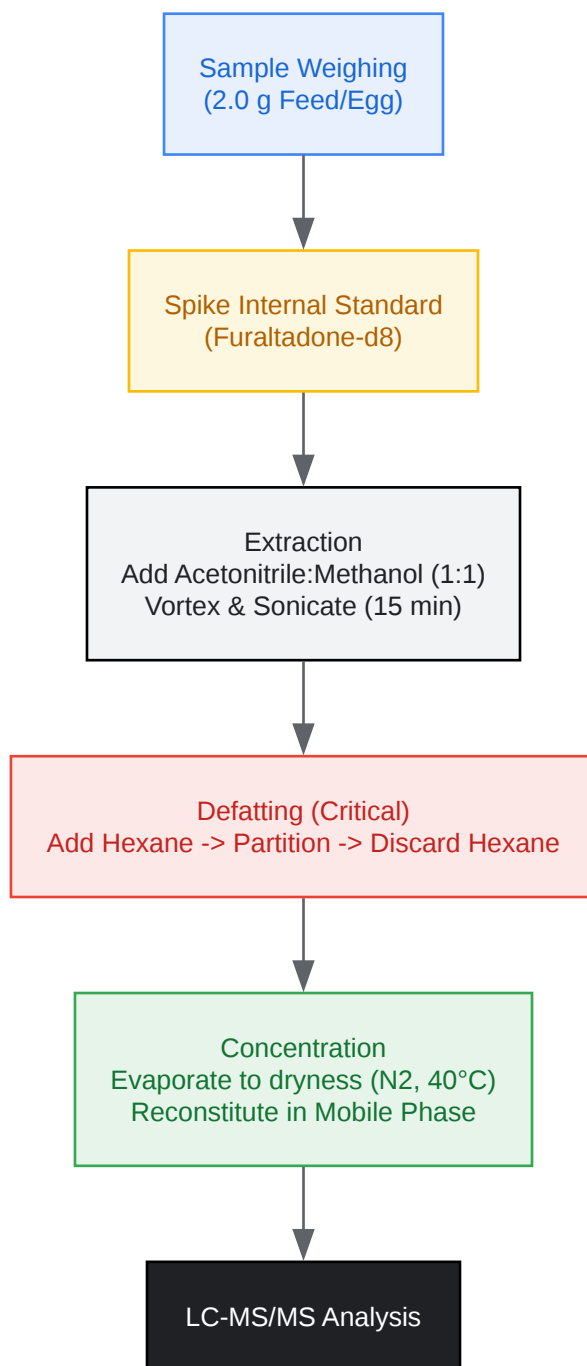 Sample Weighing
(2.0 g Feed/Egg)
Spike Internal Standard
(Furaltadone-d8)
Extraction
Add Acetonitrile:Methanol (1:1)
Vortex & Sonicate (15 min)
Defatting (Critical)
Add Hexane -> Partition -> Discard Hexane
Concentration
Evaporate to dryness (N2, 40°C)
Reconstitute in Mobile Phase
LC-MS/MS Analysis